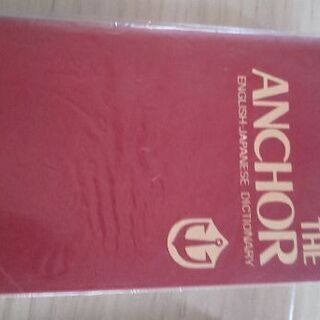 THE
ANCHOR
ENGLISH-JAPANESE DICTIONARY